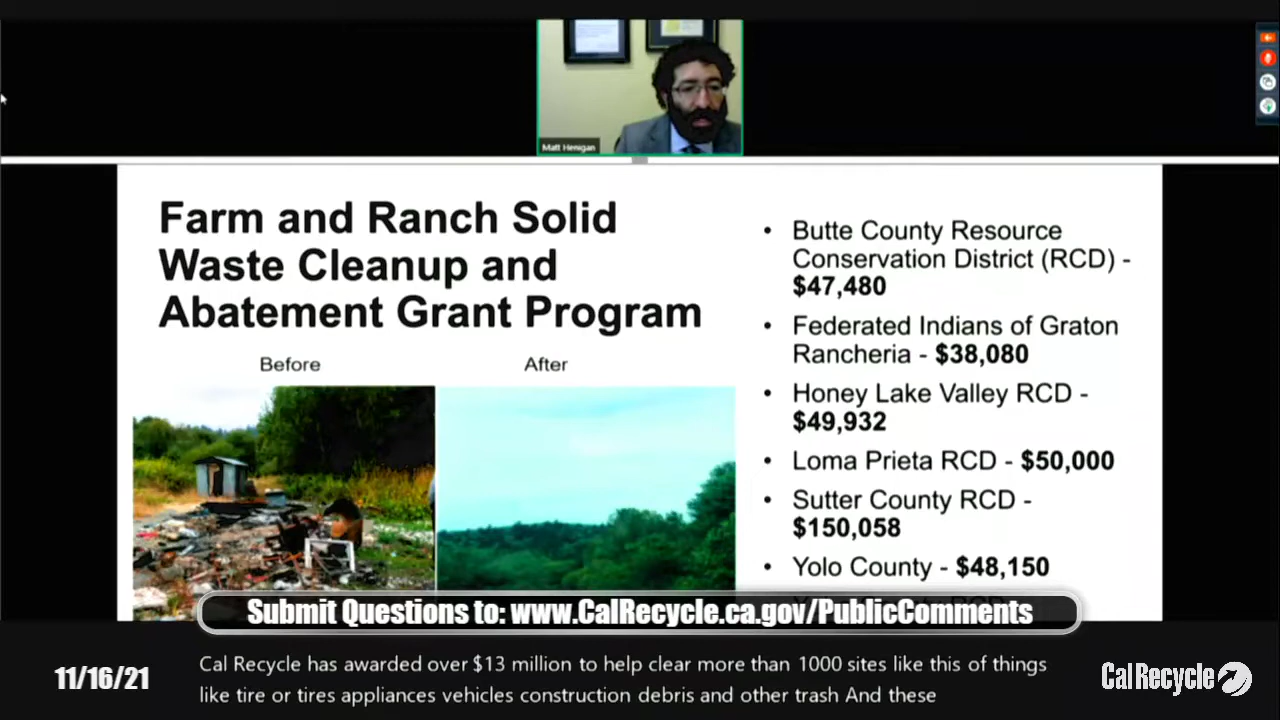 Matt Henigan
Farm and Ranch Solid
Waste Cleanup and
Abatement Grant Program
Before
After
• Butte County Resource
Conservation District (RCD) -
$47,480
• Federated Indians of Graton
Rancheria - $38,080
• Honey Lake Valley RCD -
$49,932
• Loma Prieta RCD - $50,000
• Sutter County RCD -
$150,058
• Yolo County - $48,150
Submit Questions to: www.CalRecycle.ca.gov/PublicComments
11/16/21
Cal Recycle has awarded over $13 million to help clear more than 1000 sites like this of things
like tire or tires appliances vehicles construction debris and other trash And these
CalRecycle